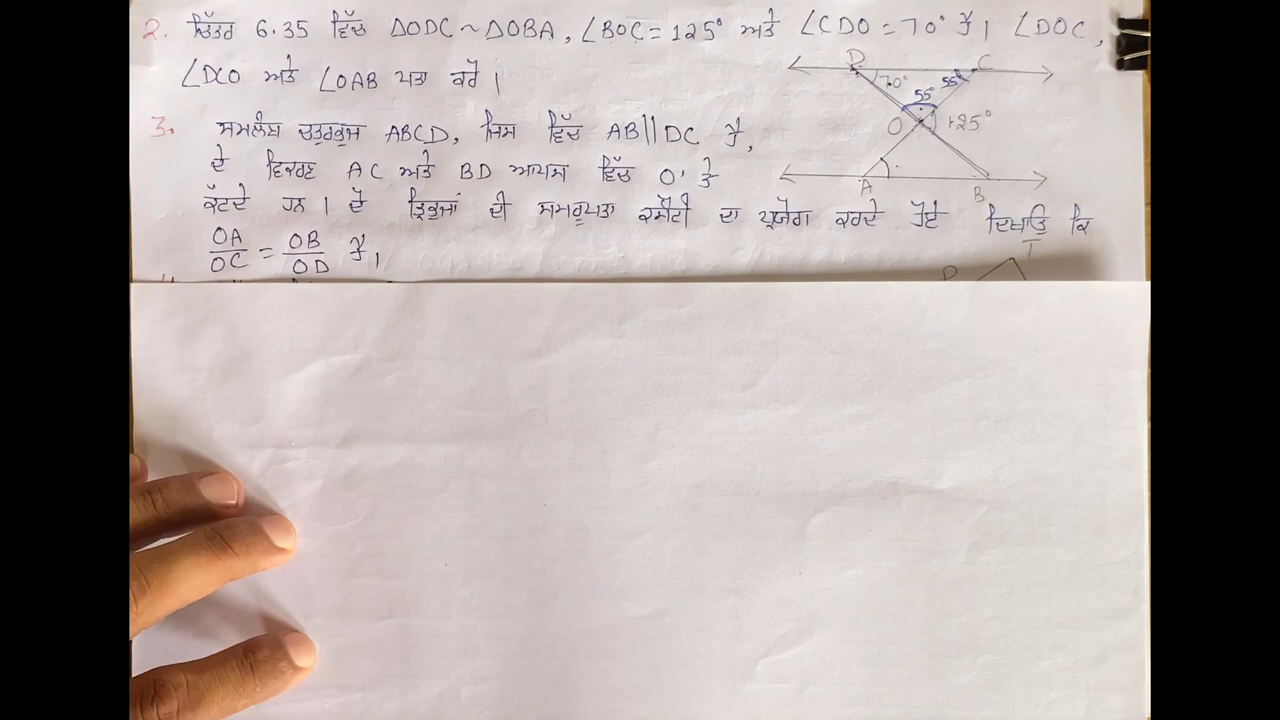 2. ਚਿੱਤਰ 6.35 ਵਿੱਚ ΔODC ~ ΔOBA, ∠BOC = 125° ਅਤੇ ∠CDO = 70° ਹੈ। ∠DOC,
∠DCO ਅਤੇ ∠OAB ਪਤਾ ਕਰੋ।
D C
70° 55° 55°
O 125°
A B
3. ਸਮਲੰਬ ਚਤੁਰਭੁਜ ABCD, ਜਿਸ ਵਿੱਚ AB||DC ਹੈ,
ਦੇ ਵਿਕਰਣ AC ਅਤੇ BD ਆਪਸ ਵਿੱਚ O' ਤੇ
ਕੱਟਦੇ ਹਨ। ਦੋ ਤ੍ਰਿਭੁਜਾਂ ਦੀ ਸਮਰੂਪਤਾ ਕਸੌਟੀ ਦਾ ਪ੍ਰਯੋਗ ਕਰਦੇ ਹੋਏ ਦਿਖਾਓ ਕਿ
OA/OC = OB/OD ਹੈ।
T